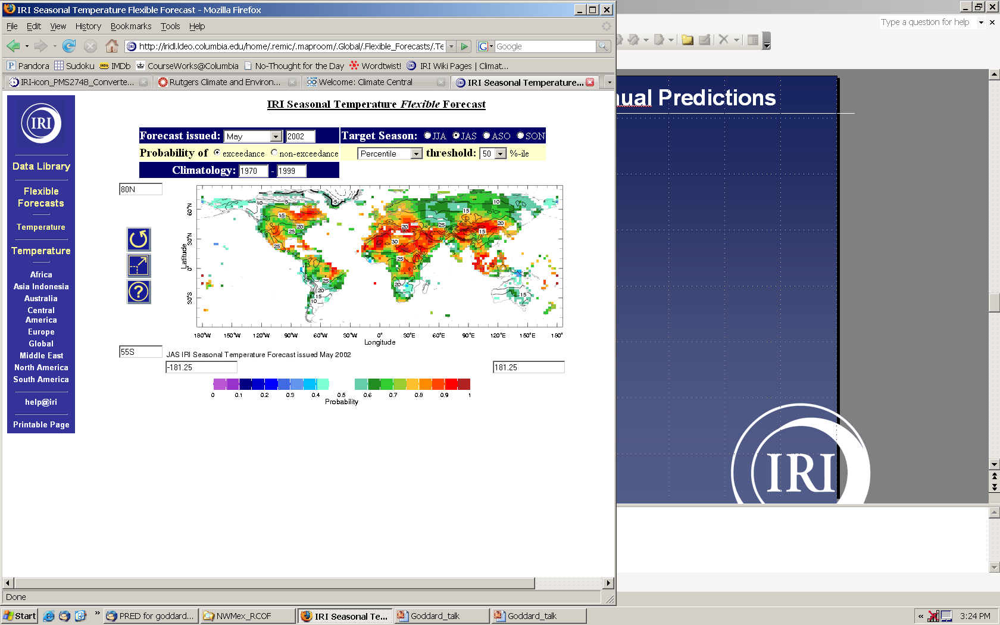 IRI Seasonal Temperature Flexible Forecast - Mozilla Firefox
File Edit View History Bookmarks Tools Help
Type a question for help
http://iridl.ldeo.columbia.edu/home/.remic/.maproom/.Global/.Flexible_Forecasts/.Te
G Google
Pandora Sudoku IMDb CourseWorks@Columbia No-Thought for the Day Wordtwist! IRI Wiki Pages | Climat...
IRI-icon_PMS2748_Converte... Rutgers Climate and Environ... Welcome: Climate Central IRI Seasonal Temperature...
nual Predictions
IRI Seasonal Temperature Flexible Forecast
IRI
Forecast issued: May 2002 Target Season: JJA JAS ASO SON
Probability of exceedance non-exceedance Percentile threshold: 50 %-ile
Climatology: 1970 - 1999
Data Library
Flexible
Forecasts
Temperature
Temperature
Africa
Asia Indonesia
Australia
Central
America
Europe
Global
Middle East
North America
South America
help@iri
Printable Page
80N
60°N
30°N
0°
30°S
Latitude
10 5 15 20 25 25 25 20 15 10
5 20 30 25 20 25 15 10 20 15 15
180°W 150°W 120°W 90°W 60°W 30°W 0° 30°E 60°E 90°E 120°E 150°E 180°
Longitude
55S
JAS IRI Seasonal Temperature Forecast issued May 2002
-181.25 181.25
0 0.1 0.2 0.3 0.4 0.5 0.6 0.7 0.8 0.9 1
Probability
IRI
Done
Start PRED for goddard... NWMex_RCOF IRI Seasonal Te... Goddard_talk Goddard_talk 3:24 PM